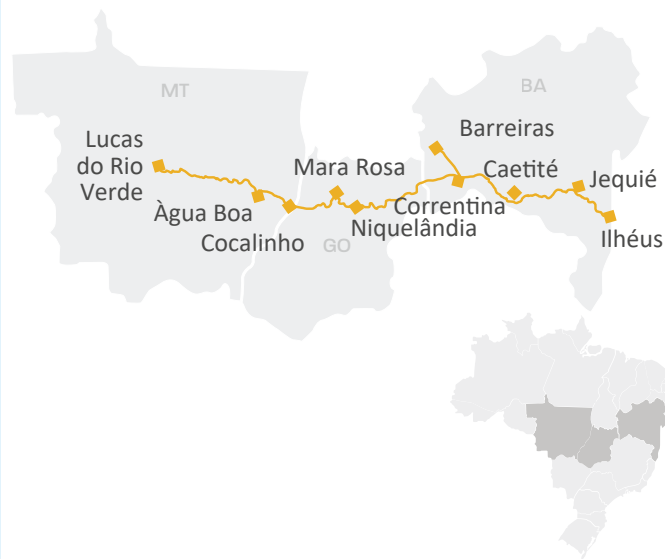 MT
BA
Lucas
do Rio
Verde
Barreiras
Mara Rosa
Caetité
Jequié
Àgua Boa
Correntina
Niquelândia
Cocalinho
GO
Ilhéus